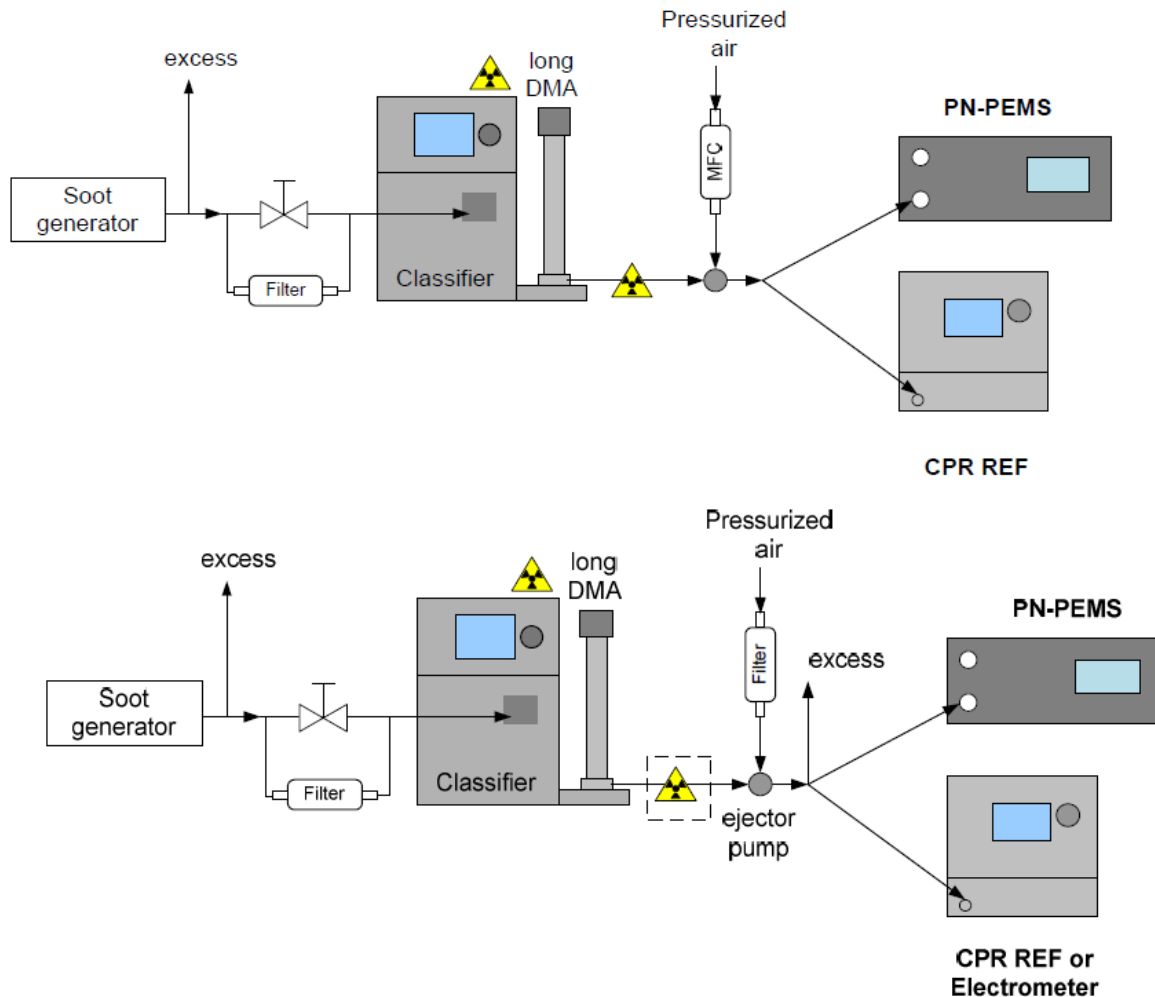 Pressurized
air
excess
long
DMA
PN-PEMS
MFC
Soot
generator
Classifier
Filter
CPR REF
Pressurized
air
excess
long
DMA
PN-PEMS
Filter
excess
Soot
generator
Classifier
Filter
ejector
pump
CPR REF or
Electrometer